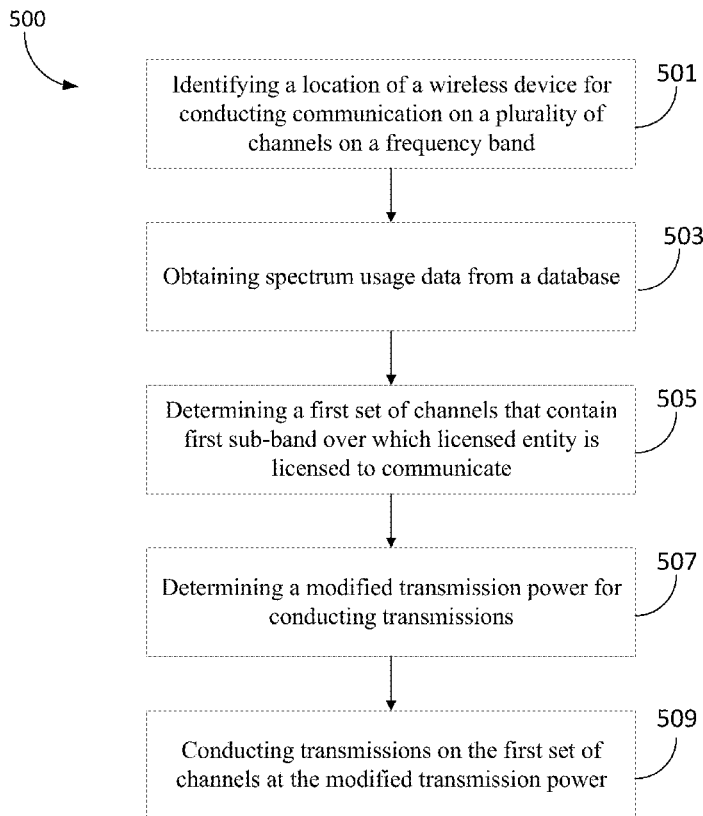 500
Identifying a location of a wireless device for
conducting communication on a plurality of
channels on a frequency band
501
Obtaining spectrum usage data from a database
503
Determining a first set of channels that contain
first sub-band over which licensed entity is
licensed to communicate
505
Determining a modified transmission power for
conducting transmissions
507
Conducting transmissions on the first set of
channels at the modified transmission power
509